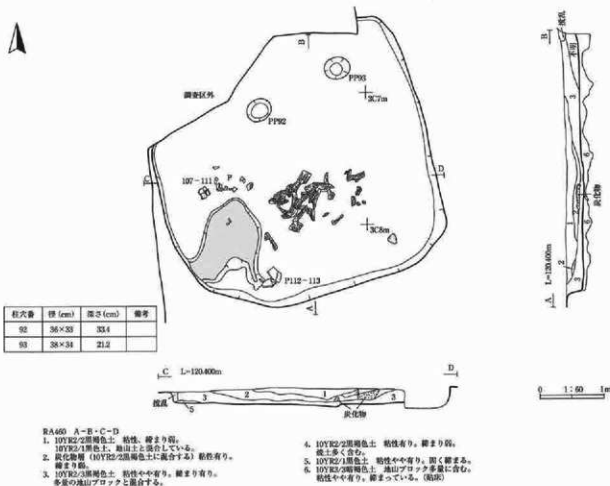 B
撹乱
B
PP93
3C7m
調査区外
PP92
107-111
P
D
3C8m
P112-113
A
炭化物
L=120.400m
A
柱穴番 径(cm) 深さ(cm) 備考
92 36×33 33.4
93 38×34 21.2
C L=120.400m D
撹乱
炭化物
0 1:60 1m
RA460 A-B・C-D
1. 10YR2/2黒褐色土 粘性、締まり弱。
10YR2/1黒色土、地山土と混合している。
2. 炭化物層(10YR2/2黒褐色土に混合する)粘性有り。
締まり弱。
3. 10YR2/3黒褐色土 粘性やや有り。締まり有り。
多量の地山ブロックと混合する。
4. 10YR2/2黒褐色土 粘性有り。締まり弱。
焼土多く含む。
5. 10YR2/1黒色土 粘性やや有り。固く締まる。
6. 10YR3/3暗褐色土 地山ブロック多量に含む。
粘性やや有り。締まっている。(貼床)